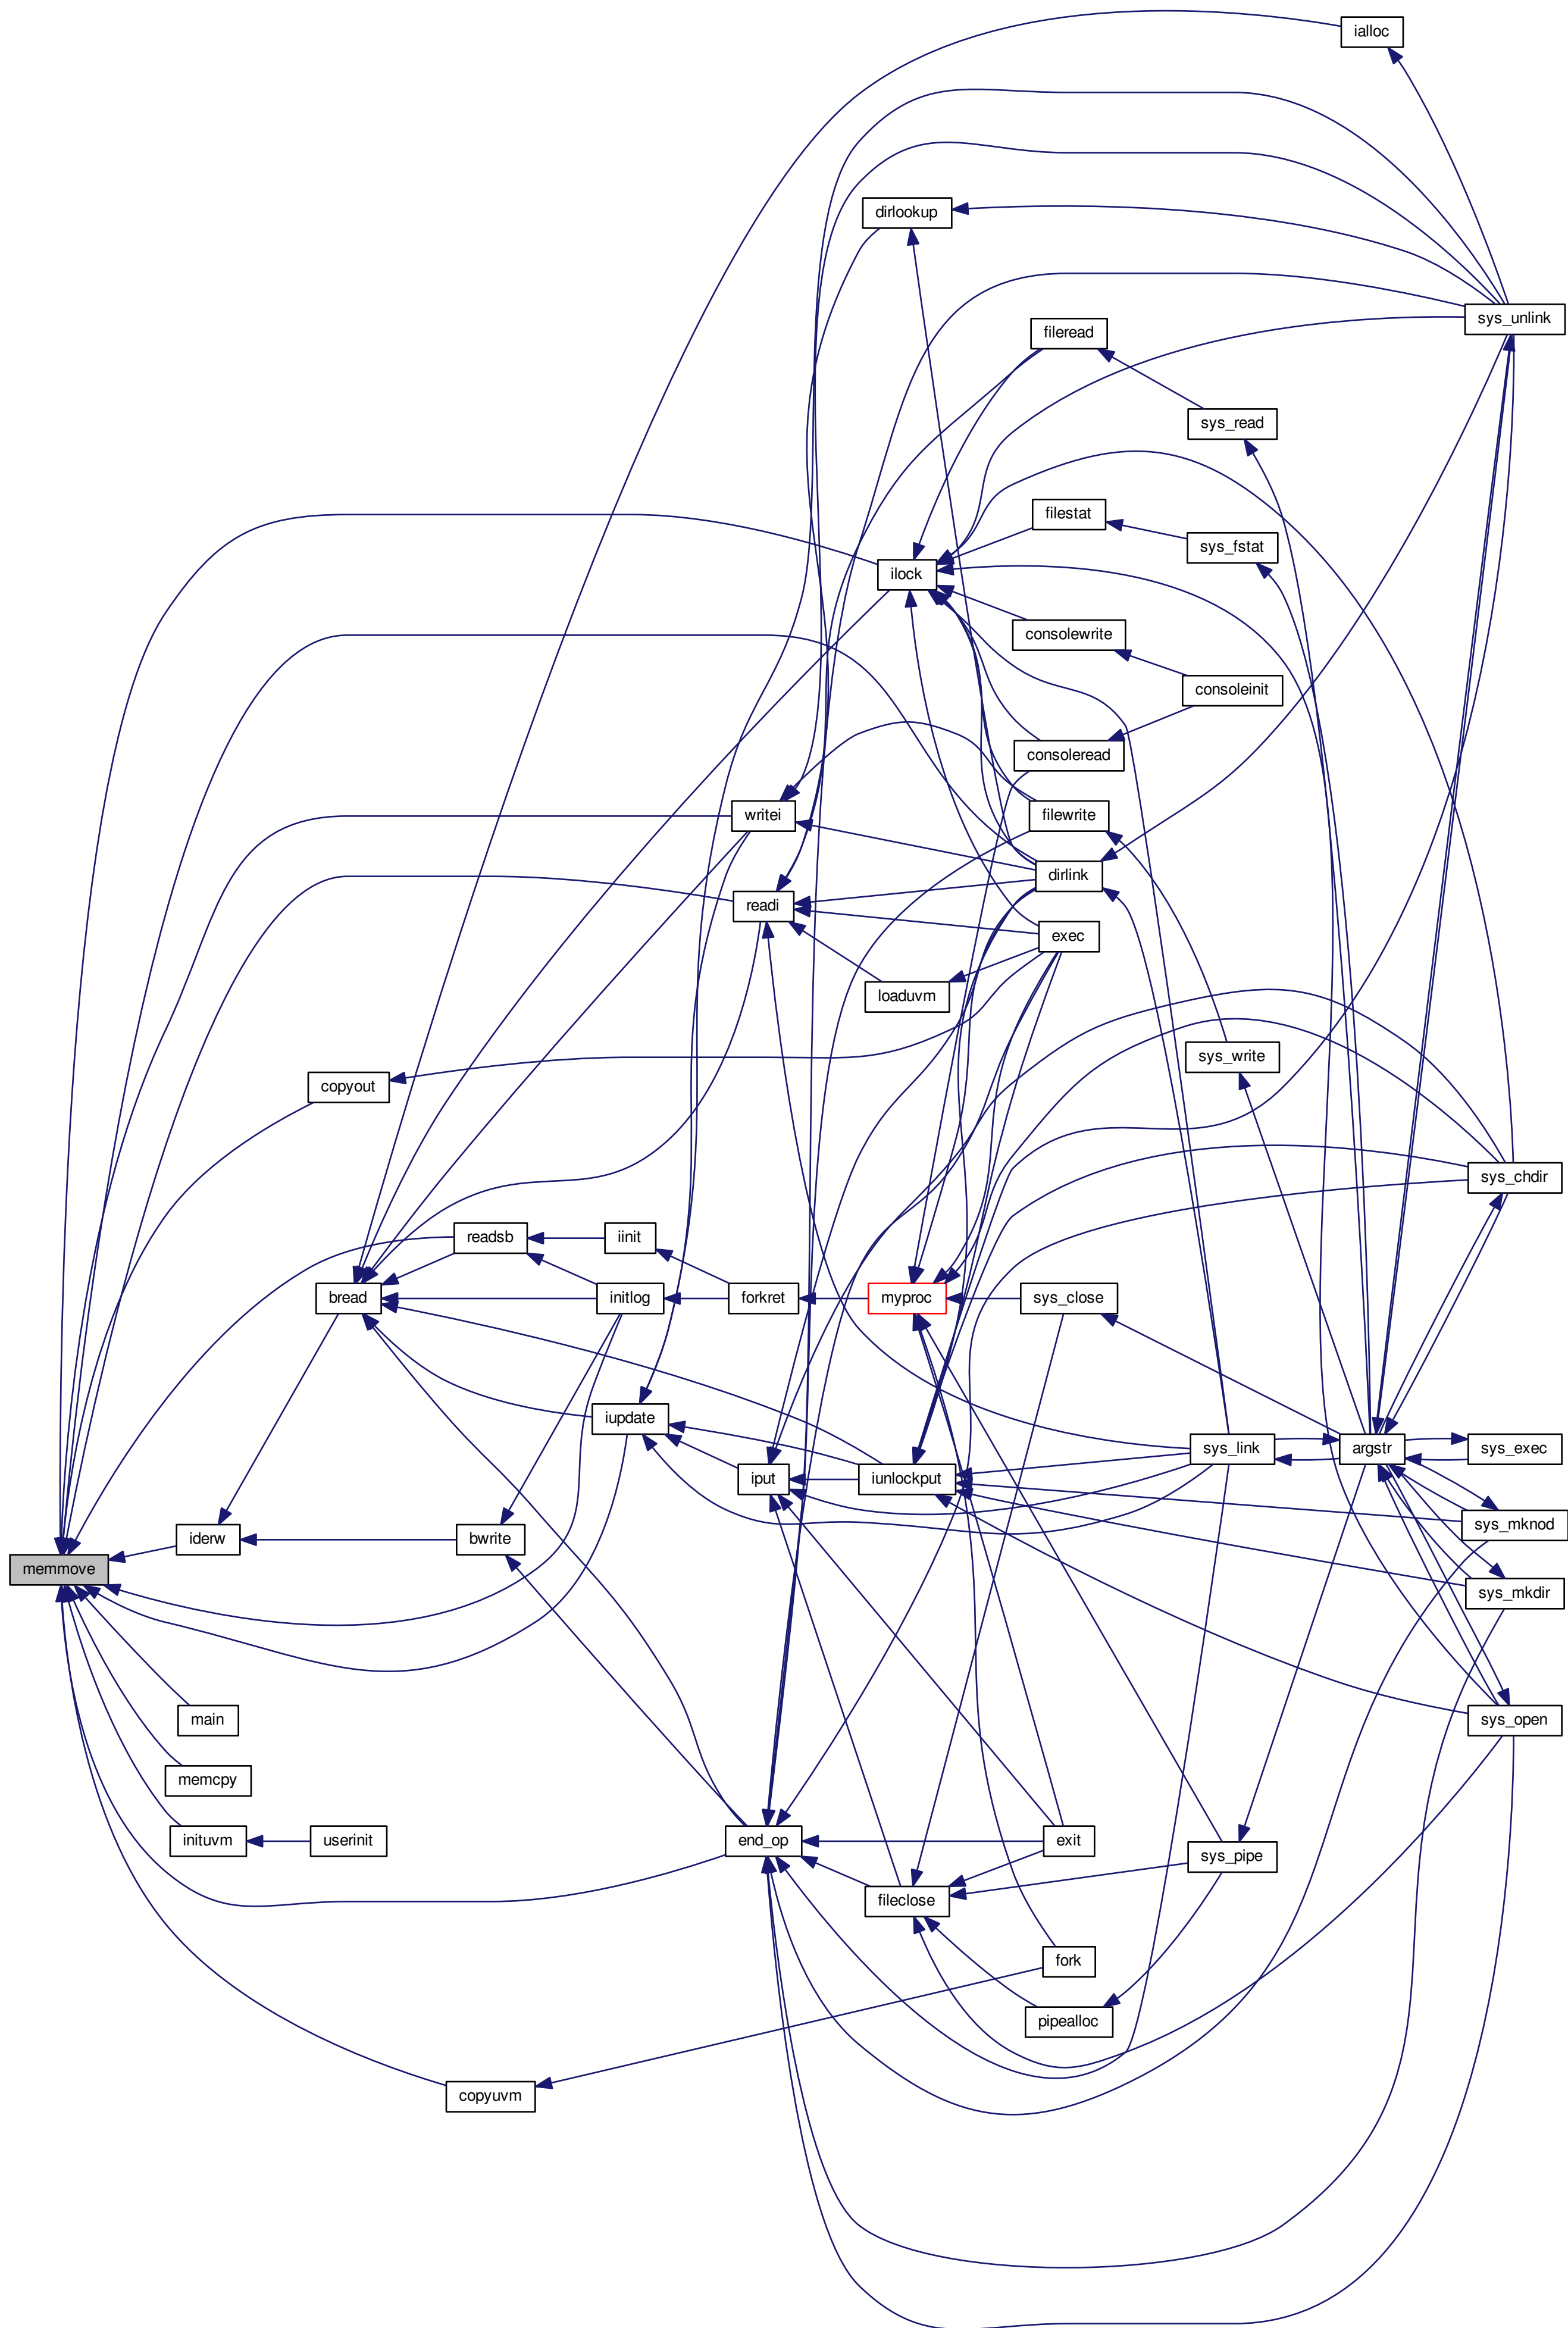 ialloc
dirlookup
sys_unlink
fileread
sys_read
filestat
sys_fstat
ilock
consolewrite
consoleinit
consoleread
writei
filewrite
dirlink
readi
exec
loaduvm
sys_write
copyout
sys_chdir
readsb
iinit
bread
initlog
forkret
myproc
sys_close
iupdate
sys_link
argstr
sys_exec
iput
iunlockput
sys_mknod
iderw
bwrite
memmove
sys_mkdir
main
sys_open
memcpy
inituvm
userinit
end_op
exit
sys_pipe
fileclose
fork
pipealloc
copyuvm